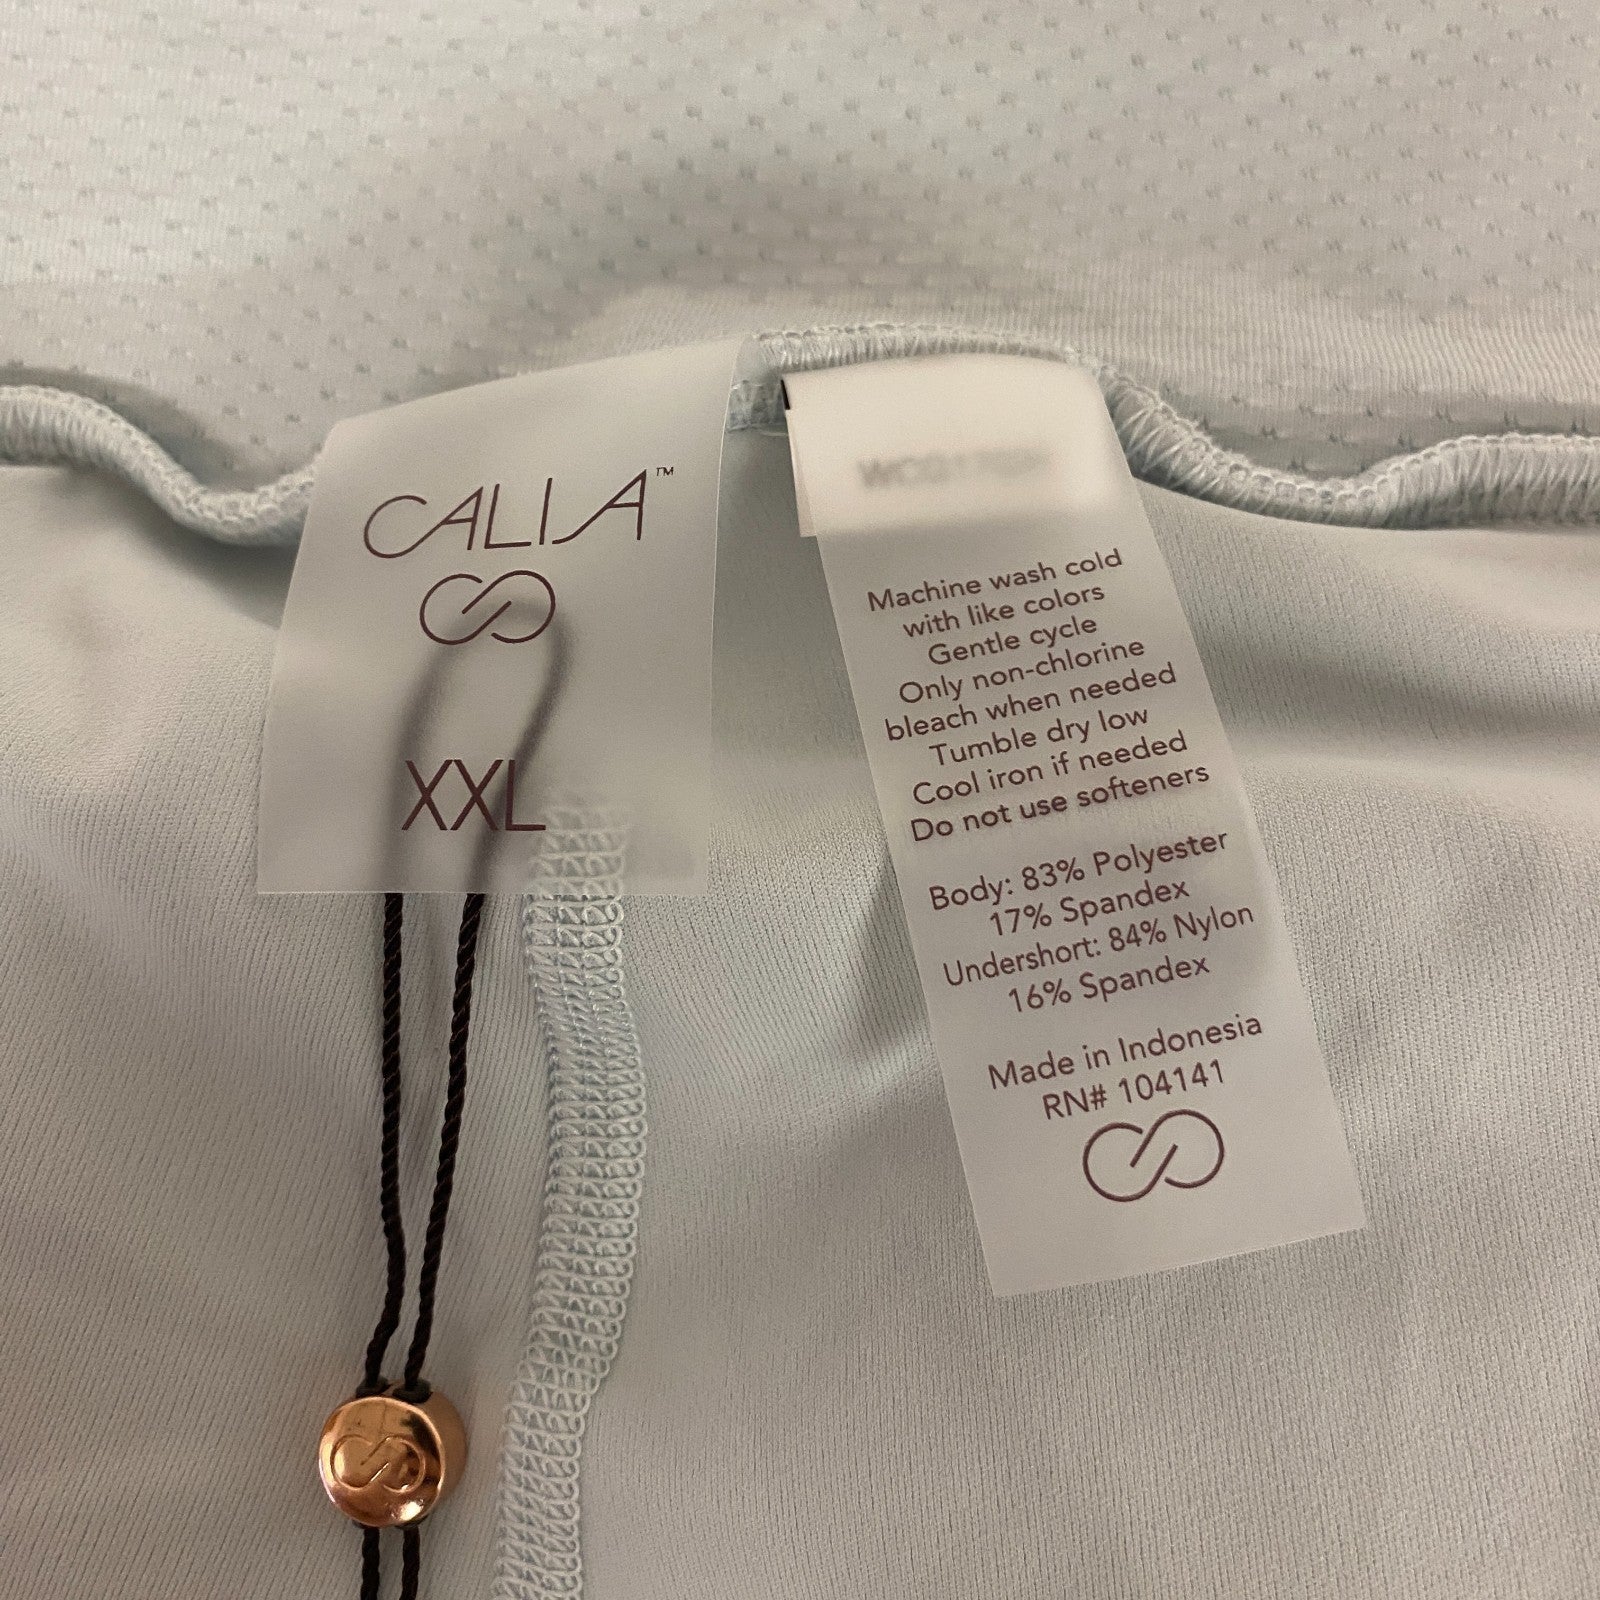 CALIA™
XXL
Machine wash cold
with like colors
Gentle cycle
Only non-chlorine
bleach when needed
Tumble dry low
Cool iron if needed
Do not use softeners
Body: 83% Polyester
17% Spandex
Undershort: 84% Nylon
16% Spandex
Made in Indonesia
RN# 104141